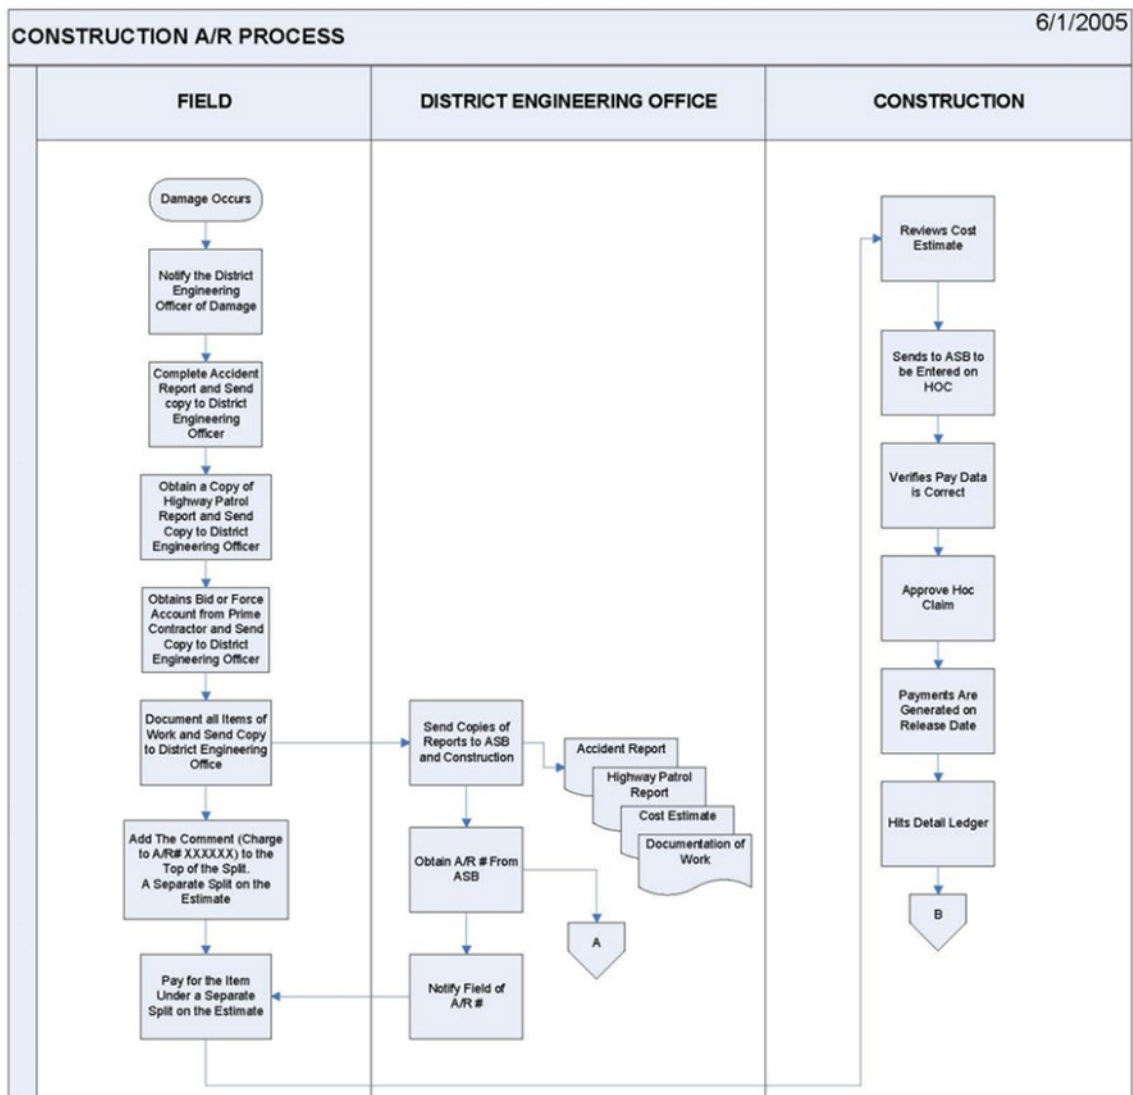 6/1/2005
CONSTRUCTION A/R PROCESS
FIELD
DISTRICT ENGINEERING OFFICE
CONSTRUCTION
Damage Occurs
Notify the District
Engineering
Officer of Damage
Complete Accident
Report and Send
copy to District
Engineering
Officer
Obtain a Copy of
Highway Patrol
Report and Send
Copy to District
Engineering Officer
Obtains Bid or Force
Account from Prime
Contractor and Send
Copy to District
Engineering Officer
Document all Items of
Work and Send Copy
to District Engineering
Office
Add The Comment (Charge
to A/R# XXXXXX) to the
Top of the Split.
A Separate Split on the
Estimate
Pay for the Item
Under a Separate
Split on the Estimate
Send Copies of
Reports to ASB
and Construction
Accident Report
Highway Patrol
Report
Cost Estimate
Documentation of
Work
Obtain A/R # From
ASB
A
Notify Field of
A/R #
Reviews Cost
Estimate
Sends to ASB to
be Entered on
HOC
Verifies Pay Data
is Correct
Approve Hoc
Claim
Payments Are
Generated on
Release Date
Hits Detail Ledger
B